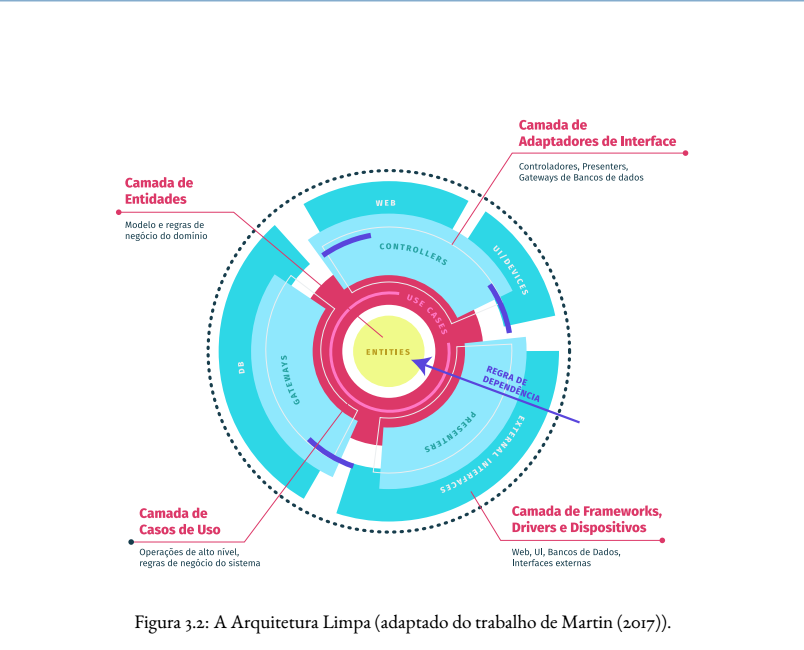 Camada de
Adaptadores de Interface
Controladores, Presenters,
Gateways de Bancos de dados
Camada de
Entidades
Modelo e regras de
negócio do domínio
WEB
CONTROLLERS
UI/DEVICES
USE CASES
ENTITIES
DB
GATEWAYS
REGRA DE
DEPENDÊNCIA
PRESENTERS
EXTERNAL INTERFACES
Camada de
Casos de Uso
Operações de alto nível,
regras de negócio do sistema
Camada de Frameworks,
Drivers e Dispositivos
Web, UI, Bancos de Dados,
Interfaces externas
Figura 3.2: A Arquitetura Limpa (adaptado do trabalho de Martin (2017)).